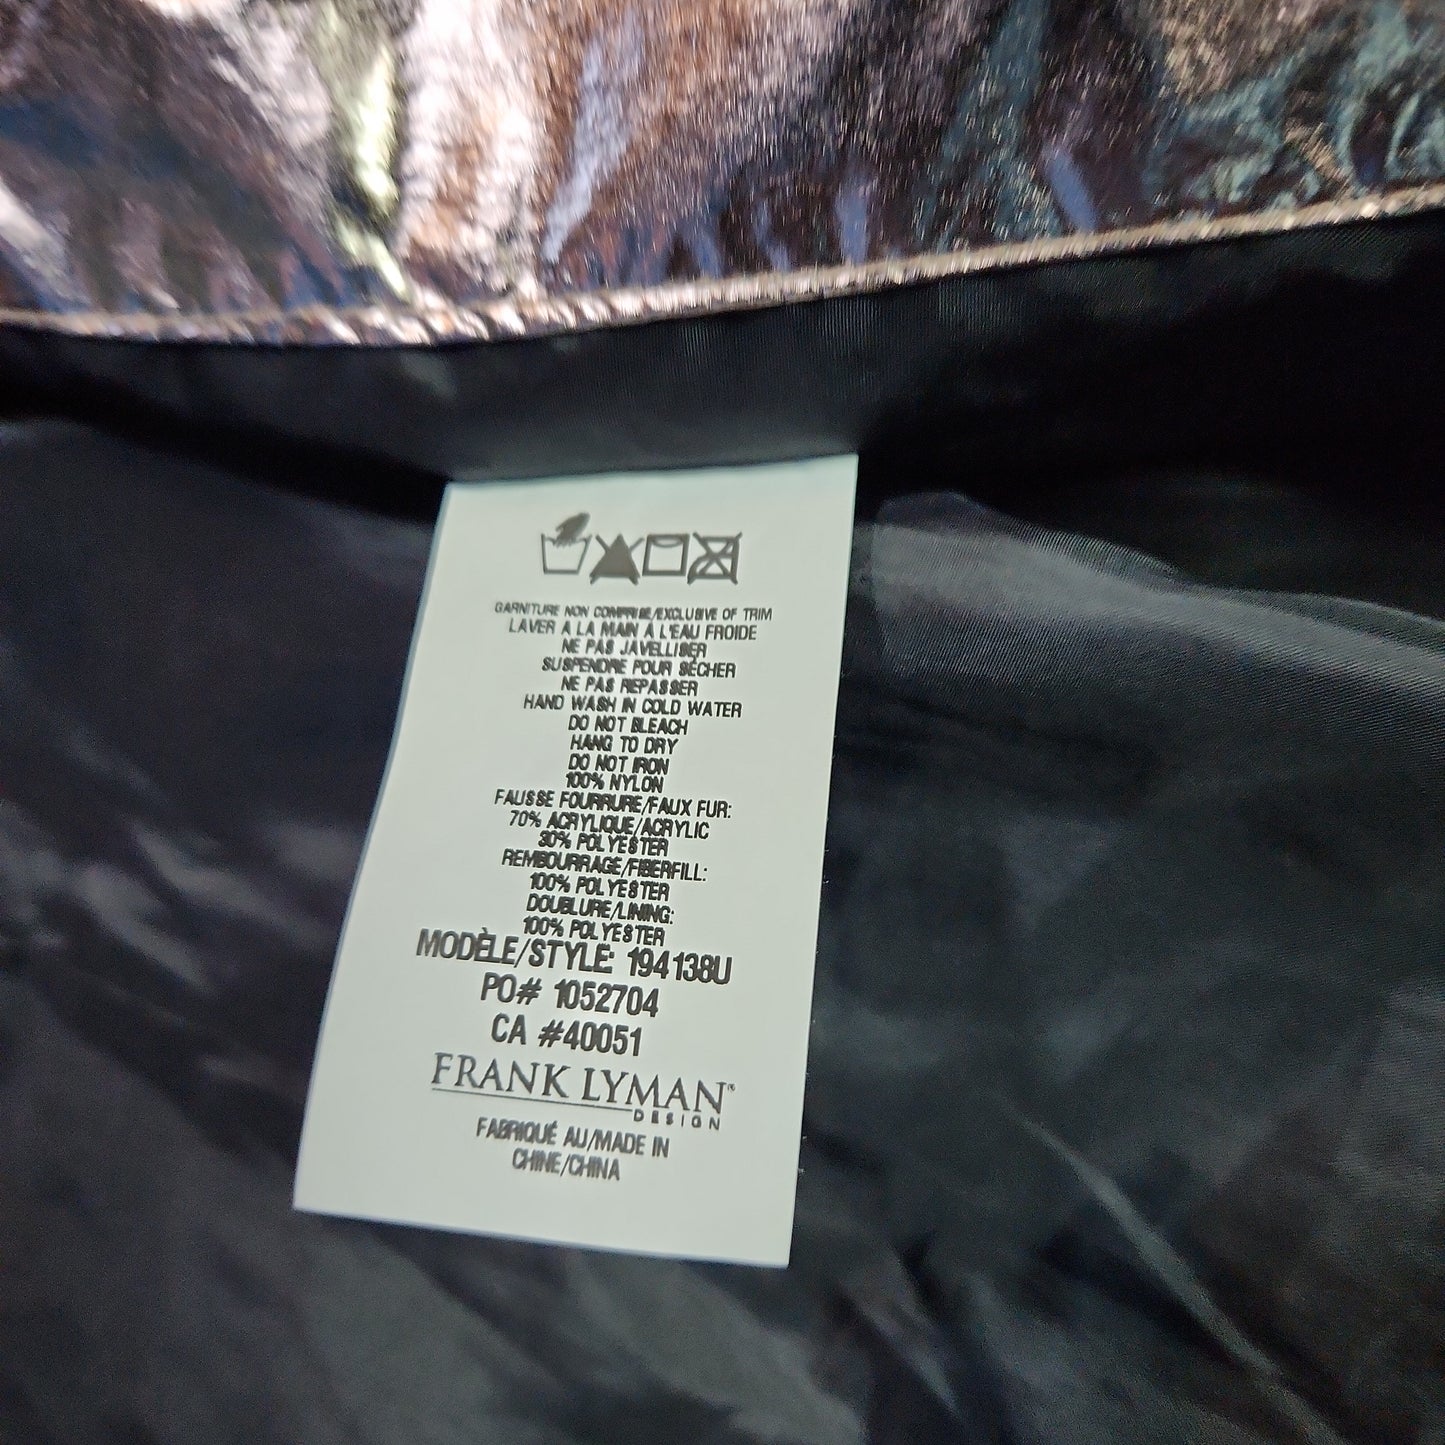 GARNITURE NON COMPRISE/EXCLUSIVE OF TRIM
LAVER A LA MAIN À L'EAU FROIDE
NE PAS JAVELLISER
SUSPENDRE POUR SÉCHER
NE PAS REPASSER
HAND WASH IN COLD WATER
DO NOT BLEACH
HANG TO DRY
DO NOT IRON
100% NYLON
FAUSSE FOURRURE/FAUX FUR:
70% ACRYLIQUE/ACRYLIC
30% POLYESTER
REMBOURRAGE/FIBERFILL:
100% POLYESTER
DOUBLURE/LINING:
100% POLYESTER
MODÈLE/STYLE: 194138U
PO# 1052704
CA #40051
FRANK LYMAN
DESIGN
FABRIQUÉ AU/MADE IN
CHINE/CHINA